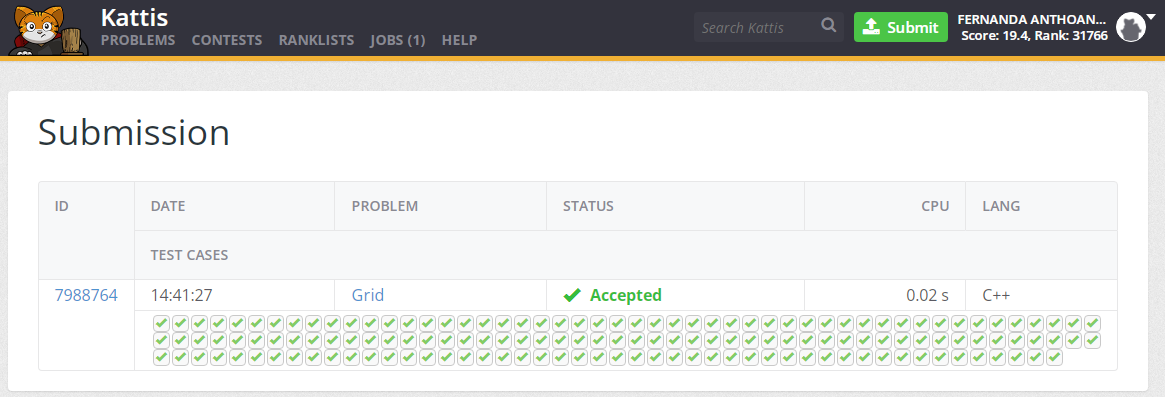 Kattis
PROBLEMS CONTESTS RANKLISTS JOBS (1) HELP
Search Kattis
Submit
FERNANDA ANTHOAN...
Score: 19.4, Rank: 31766
Submission
ID DATE PROBLEM STATUS CPU LANG
TEST CASES
7988764 14:41:27 Grid Accepted 0.02 s C++